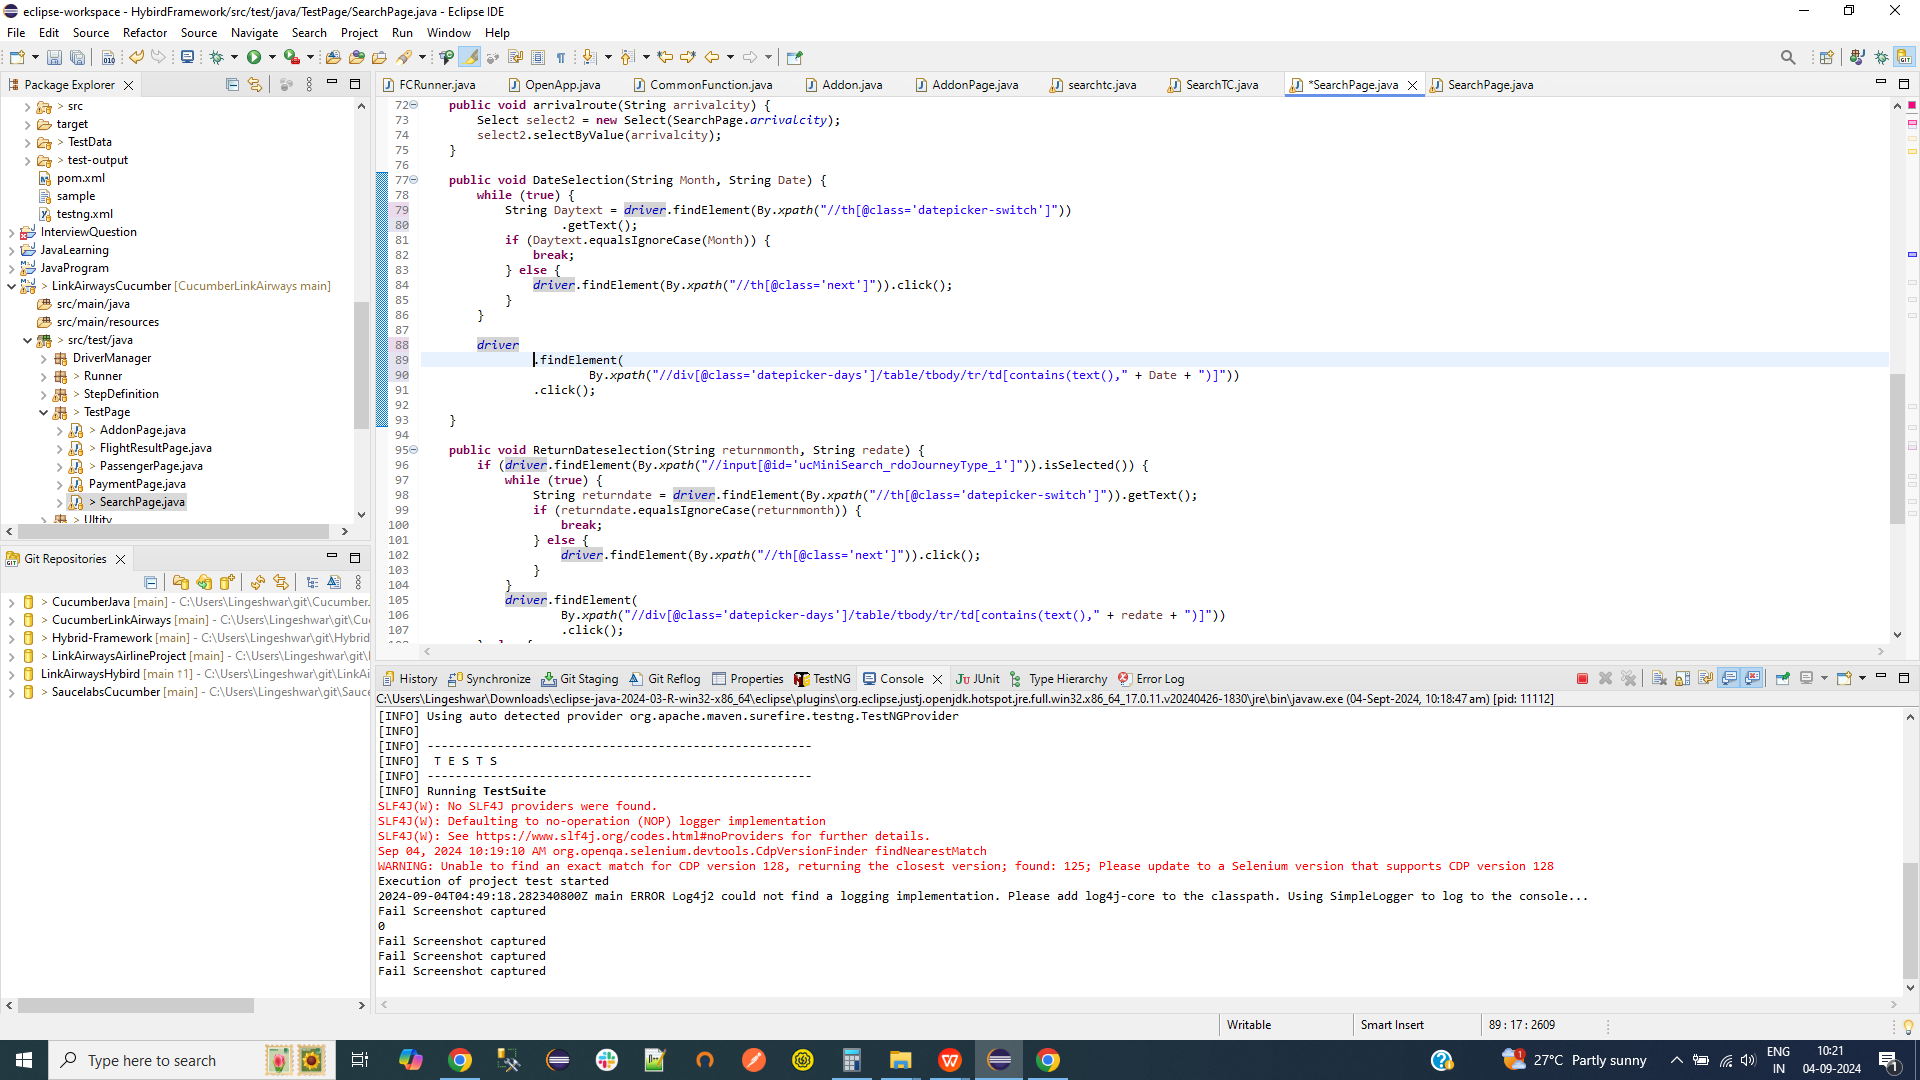 eclipse-workspace - HybirdFramework/src/test/java/TestPage/SearchPage.java - Eclipse IDE
File Edit Source Refactor Source Navigate Search Project Run Window Help
Package Explorer
> src
target
> TestData
> test-output
pom.xml
sample
testng.xml
InterviewQuestion
JavaLearning
JavaProgram
> LinkAirwaysCucumber [CucumberLinkAirways main]
src/main/java
src/main/resources
> src/test/java
DriverManager
> Runner
> StepDefinition
> TestPage
> AddonPage.java
> FlightResultPage.java
> PassengerPage.java
PaymentPage.java
> SearchPage.java
> Ultity
Git Repositories
> CucumberJava [main] - C:\Users\Lingeshwar\git\Cucumber.
> CucumberLinkAirways [main] - C:\Users\Lingeshwar\git\Cu
> Hybrid-Framework [main] - C:\Users\Lingeshwar\git\Hybrid
> LinkAirwaysAirlineProject [main] - C:\Users\Lingeshwar\git\
LinkAirwaysHybird [main ↑1] - C:\Users\Lingeshwar\git\LinkAi
> SaucelabsCucumber [main] - C:\Users\Lingeshwar\git\Sauce
FCRunner.java OpenApp.java CommonFunction.java Addon.java AddonPage.java searchtc.java SearchTC.java *SearchPage.java SearchPage.java
72 public void arrivalroute(String arrivalcity) {
73 Select select2 = new Select(SearchPage.arrivalcity);
74 select2.selectByValue(arrivalcity);
75 }
76
77 public void DateSelection(String Month, String Date) {
78 while (true) {
79 String Daytext = driver.findElement(By.xpath("//th[@class='datepicker-switch']"))
80 .getText();
81 if (Daytext.equalsIgnoreCase(Month)) {
82 break;
83 } else {
84 driver.findElement(By.xpath("//th[@class='next']")).click();
85 }
86 }
87
88 driver
89 .findElement(
90 By.xpath("//div[@class='datepicker-days']/table/tbody/tr/td[contains(text()," + Date + ")]"))
91 .click();
92
93 }
94
95 public void ReturnDateselection(String returnmonth, String redate) {
96 if (driver.findElement(By.xpath("//input[@id='ucMiniSearch_rdoJourneyType_1']")).isSelected()) {
97 while (true) {
98 String returndate = driver.findElement(By.xpath("//th[@class='datepicker-switch']")).getText();
99 if (returndate.equalsIgnoreCase(returnmonth)) {
100 break;
101 } else {
102 driver.findElement(By.xpath("//th[@class='next']")).click();
103 }
104 }
105 driver.findElement(
106 By.xpath("//div[@class='datepicker-days']/table/tbody/tr/td[contains(text()," + redate + ")]"))
107 .click();
History Synchronize Git Staging Git Reflog Properties TestNG Console JUnit Type Hierarchy Error Log
C:\Users\Lingeshwar\Downloads\eclipse-java-2024-03-R-win32-x86_64\eclipse\plugins\org.eclipse.justj.openjdk.hotspot.jre.full.win32.x86_64_17.0.11.v20240426-1830\jre\bin\javaw.exe (04-Sept-2024, 10:18:47 am) [pid: 11112]
[INFO] Using auto detected provider org.apache.maven.surefire.testng.TestNGProvider
[INFO]
[INFO] -------------------------------------------------------
[INFO]  T E S T S
[INFO] -------------------------------------------------------
[INFO] Running TestSuite
SLF4J(W): No SLF4J providers were found.
SLF4J(W): Defaulting to no-operation (NOP) logger implementation
SLF4J(W): See https://www.slf4j.org/codes.html#noProviders for further details.
Sep 04, 2024 10:19:10 AM org.openqa.selenium.devtools.CdpVersionFinder findNearestMatch
WARNING: Unable to find an exact match for CDP version 128, returning the closest version; found: 125; Please update to a Selenium version that supports CDP version 128
Execution of project test started
2024-09-04T04:49:18.282340800Z main ERROR Log4j2 could not find a logging implementation. Please add log4j-core to the classpath. Using SimpleLogger to log to the console...
Fail Screenshot captured
0
Fail Screenshot captured
Fail Screenshot captured
Fail Screenshot captured
Writable Smart Insert 89 : 17 : 2609
Type here to search
27°C Partly sunny
ENG
IN
10:21
04-09-2024